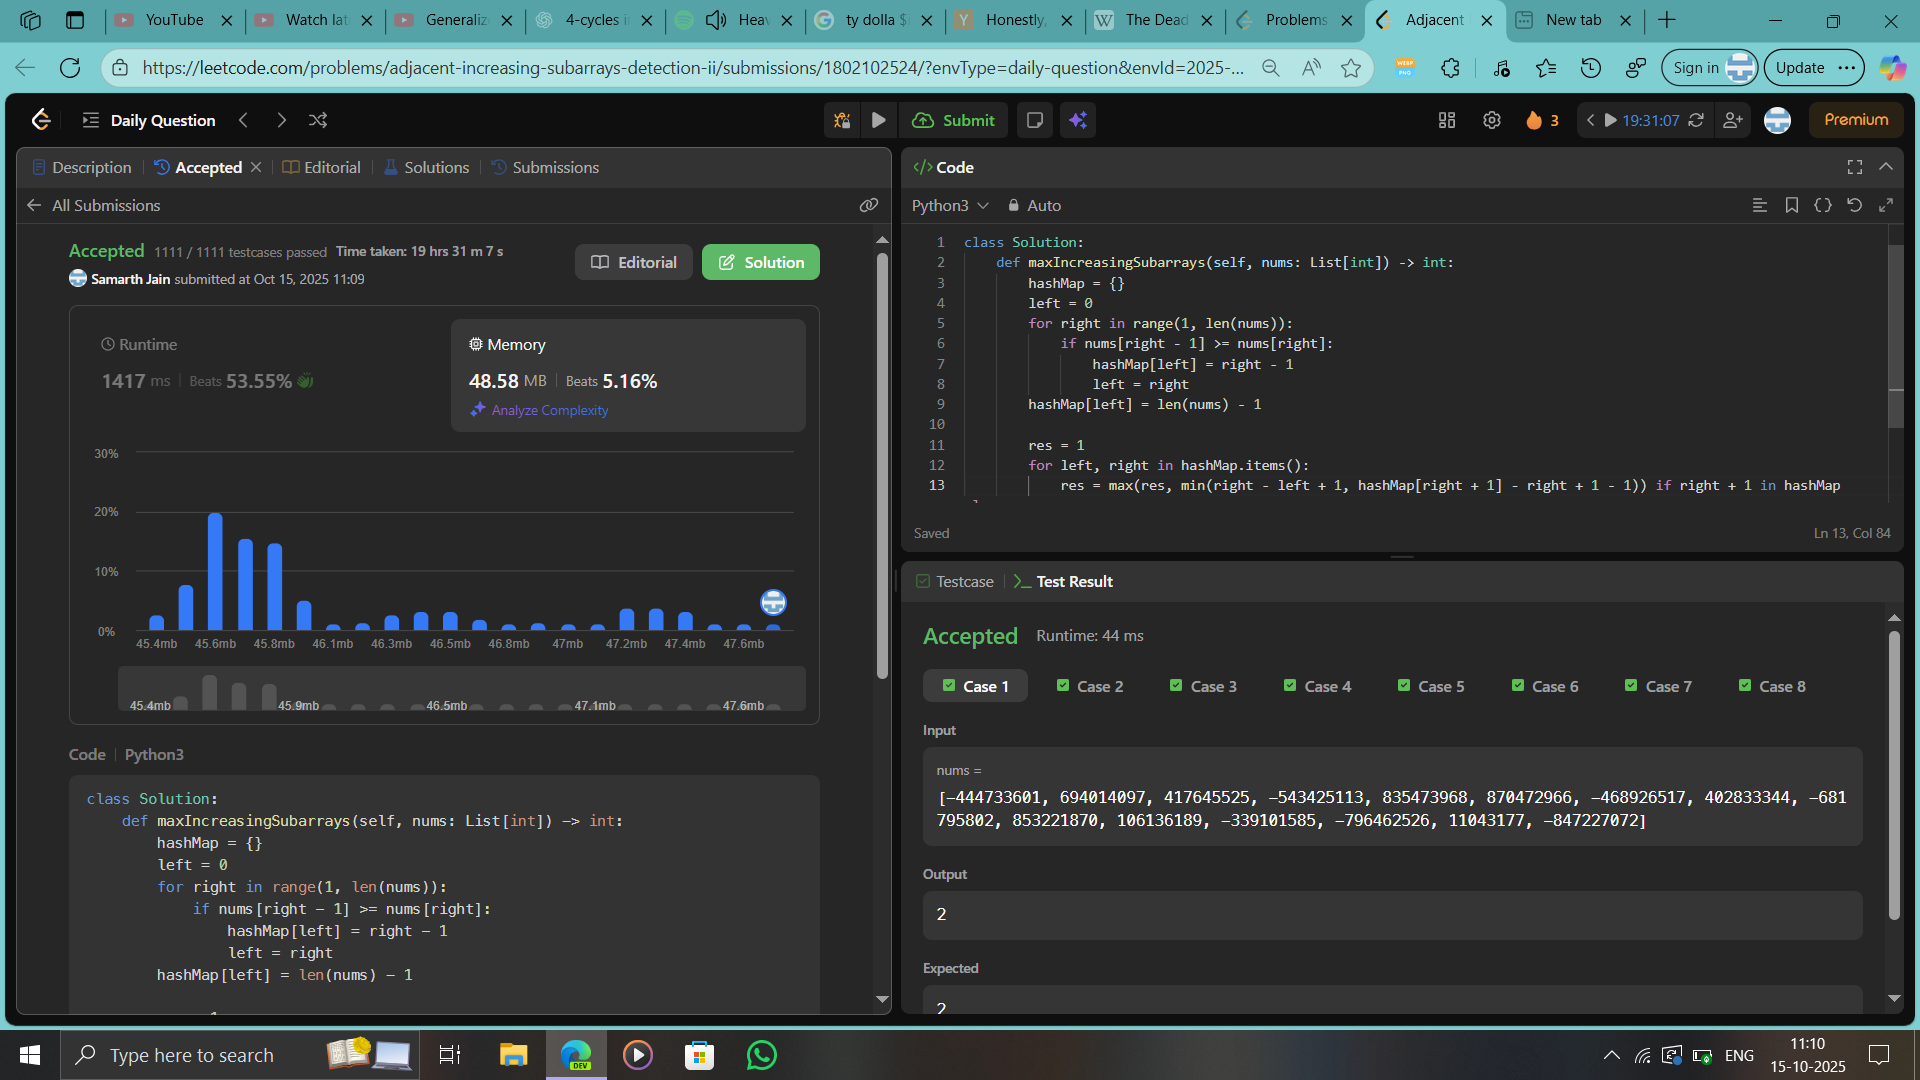 YouTube
Watch lat
Generaliz
4-cycles i
Heav
ty dolla $
Honestly,
The Dead
Problems
Adjacent
New tab
https://leetcode.com/problems/adjacent-increasing-subarrays-detection-ii/submissions/1802102524/?envType=daily-question&envId=2025-...
Sign in
Update
Daily Question
Submit
3
19:31:07
Premium
Description
Accepted
Editorial
Solutions
Submissions
All Submissions
Accepted 1111 / 1111 testcases passed Time taken: 19 hrs 31 m 7 s
Samarth Jain submitted at Oct 15, 2025 11:09
Editorial
Solution
Runtime
1417 ms | Beats 53.55%
Memory
48.58 MB | Beats 5.16%
Analyze Complexity
30%
20%
10%
0%
45.4mb 45.6mb 45.8mb 46.1mb 46.3mb 46.5mb 46.8mb 47mb 47.2mb 47.4mb 47.6mb
45.4mb 45.9mb 46.5mb 47.1mb 47.6mb
Code | Python3
class Solution:
    def maxIncreasingSubarrays(self, nums: List[int]) -> int:
        hashMap = {}
        left = 0
        for right in range(1, len(nums)):
            if nums[right - 1] >= nums[right]:
                hashMap[left] = right - 1
                left = right
        hashMap[left] = len(nums) - 1
</> Code
Python3
Auto
1 class Solution:
2     def maxIncreasingSubarrays(self, nums: List[int]) -> int:
3         hashMap = {}
4         left = 0
5         for right in range(1, len(nums)):
6             if nums[right - 1] >= nums[right]:
7                 hashMap[left] = right - 1
8                 left = right
9         hashMap[left] = len(nums) - 1
10
11         res = 1
12         for left, right in hashMap.items():
13             res = max(res, min(right - left + 1, hashMap[right + 1] - right + 1 - 1)) if right + 1 in hashMap
Saved
Ln 13, Col 84
Testcase
Test Result
Accepted Runtime: 44 ms
Case 1
Case 2
Case 3
Case 4
Case 5
Case 6
Case 7
Case 8
Input
nums =
[−444733601, 694014097, 417645525, −543425113, 835473968, 870472966, −468926517, 402833344, −681
795802, 853221870, 106136189, −339101585, −796462526, 11043177, −847227072]
Output
2
Expected
2
Type here to search
DEV
ENG
11:10
15-10-2025